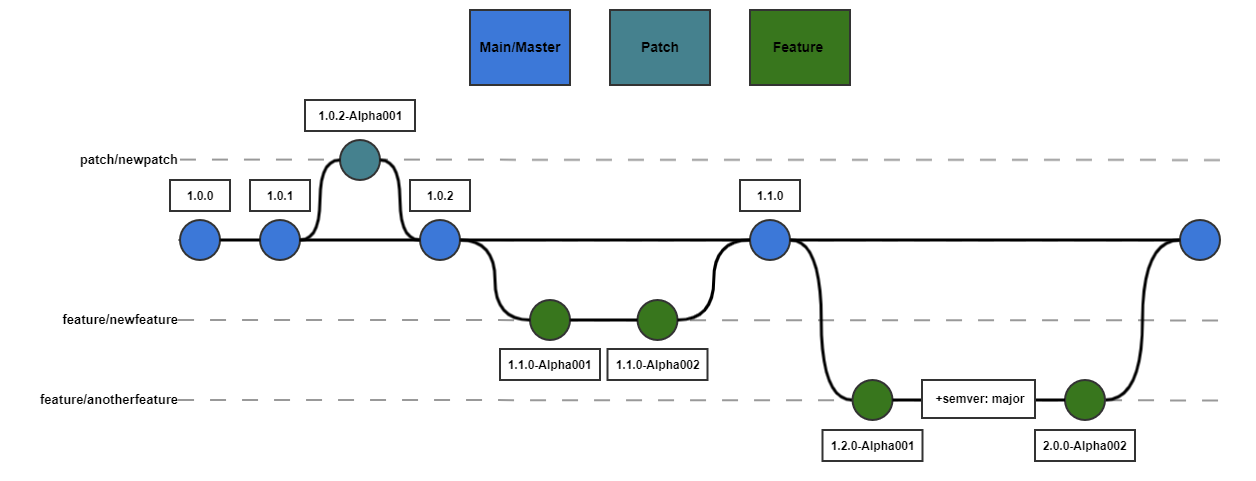 Main/Master
Patch
Feature
1.0.2-Alpha001
patch/newpatch
1.0.0
1.0.1
1.0.2
1.1.0
feature/newfeature
1.1.0-Alpha001
1.1.0-Alpha002
feature/anotherfeature
+semver: major
1.2.0-Alpha001
2.0.0-Alpha002